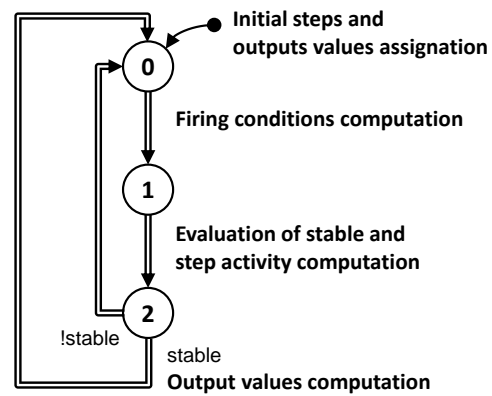 Initial steps and
outputs values assignation
0
Firing conditions computation
1
Evaluation of stable and
step activity computation
2
!stable
stable
Output values computation